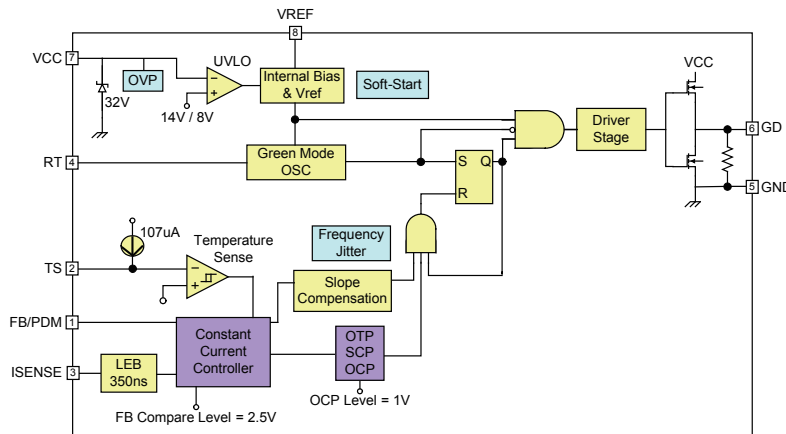 VREF
8
VCC
7
UVLO
OVP
−
+
Internal Bias
& Vref
Soft-Start
32V
14V / 8V
VCC
Driver
Stage
6
GD
RT
4
Green Mode
OSC
S
Q
R
5
GND
107uA
Temperature
Sense
Frequency
Jitter
TS
2
−
+
Slope
Compensation
FB/PDM
1
Constant
Current
Controller
OTP
SCP
OCP
ISENSE
3
LEB
350ns
OCP Level = 1V
FB Compare Level = 2.5V